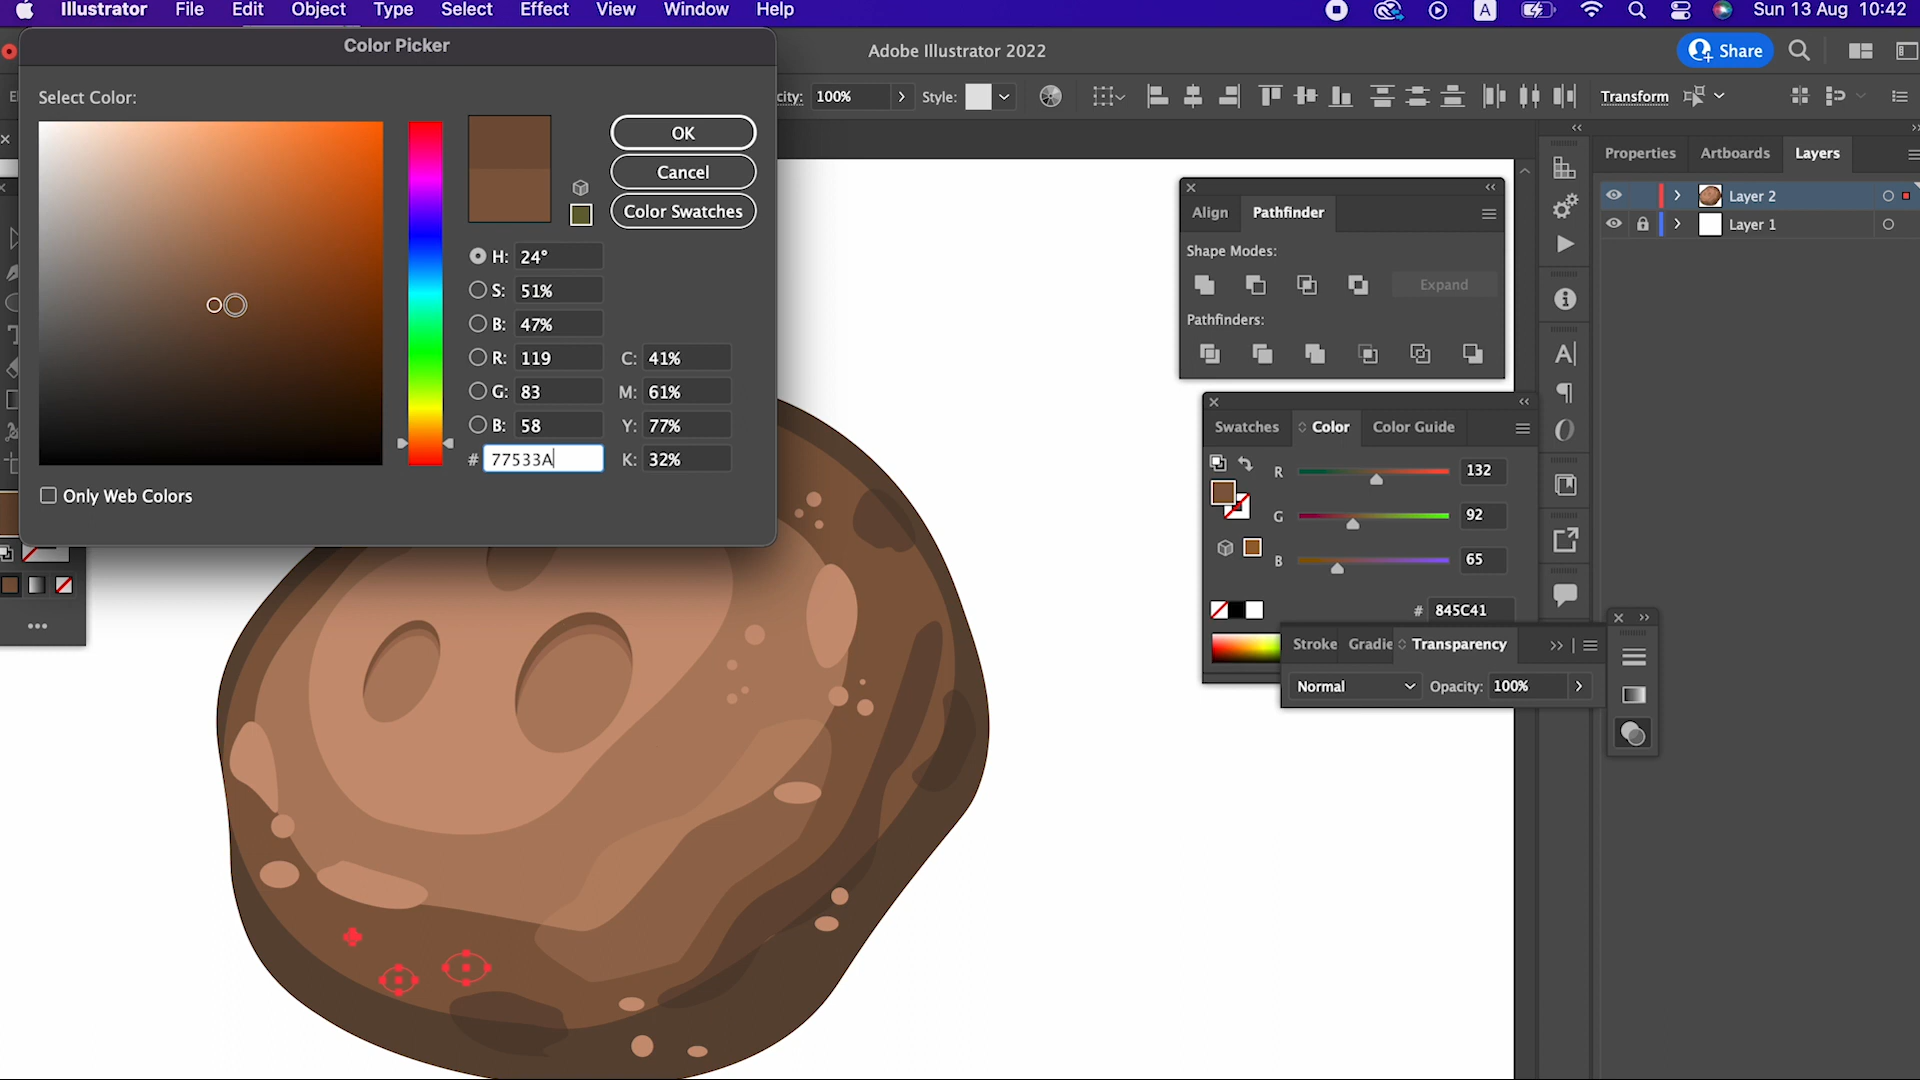 Illustrator File Edit Object Type Select Effect View Window Help A Sun 13 Aug 10:42
Color Picker
Adobe Illustrator 2022
Share
Select Color:
city: 100% Style:
Transform
OK
Cancel
Color Swatches
H: 24°
S: 51%
B: 47%
R: 119 C: 41%
G: 83 M: 61%
B: 58 Y: 77%
# 77533A K: 32%
Only Web Colors
Properties Artboards Layers
Layer 2
Layer 1
Align Pathfinder
Shape Modes:
Expand
Pathfinders:
Swatches Color Color Guide
R 132
G 92
B 65
# 845C41
Stroke Gradie Transparency
Normal Opacity: 100%